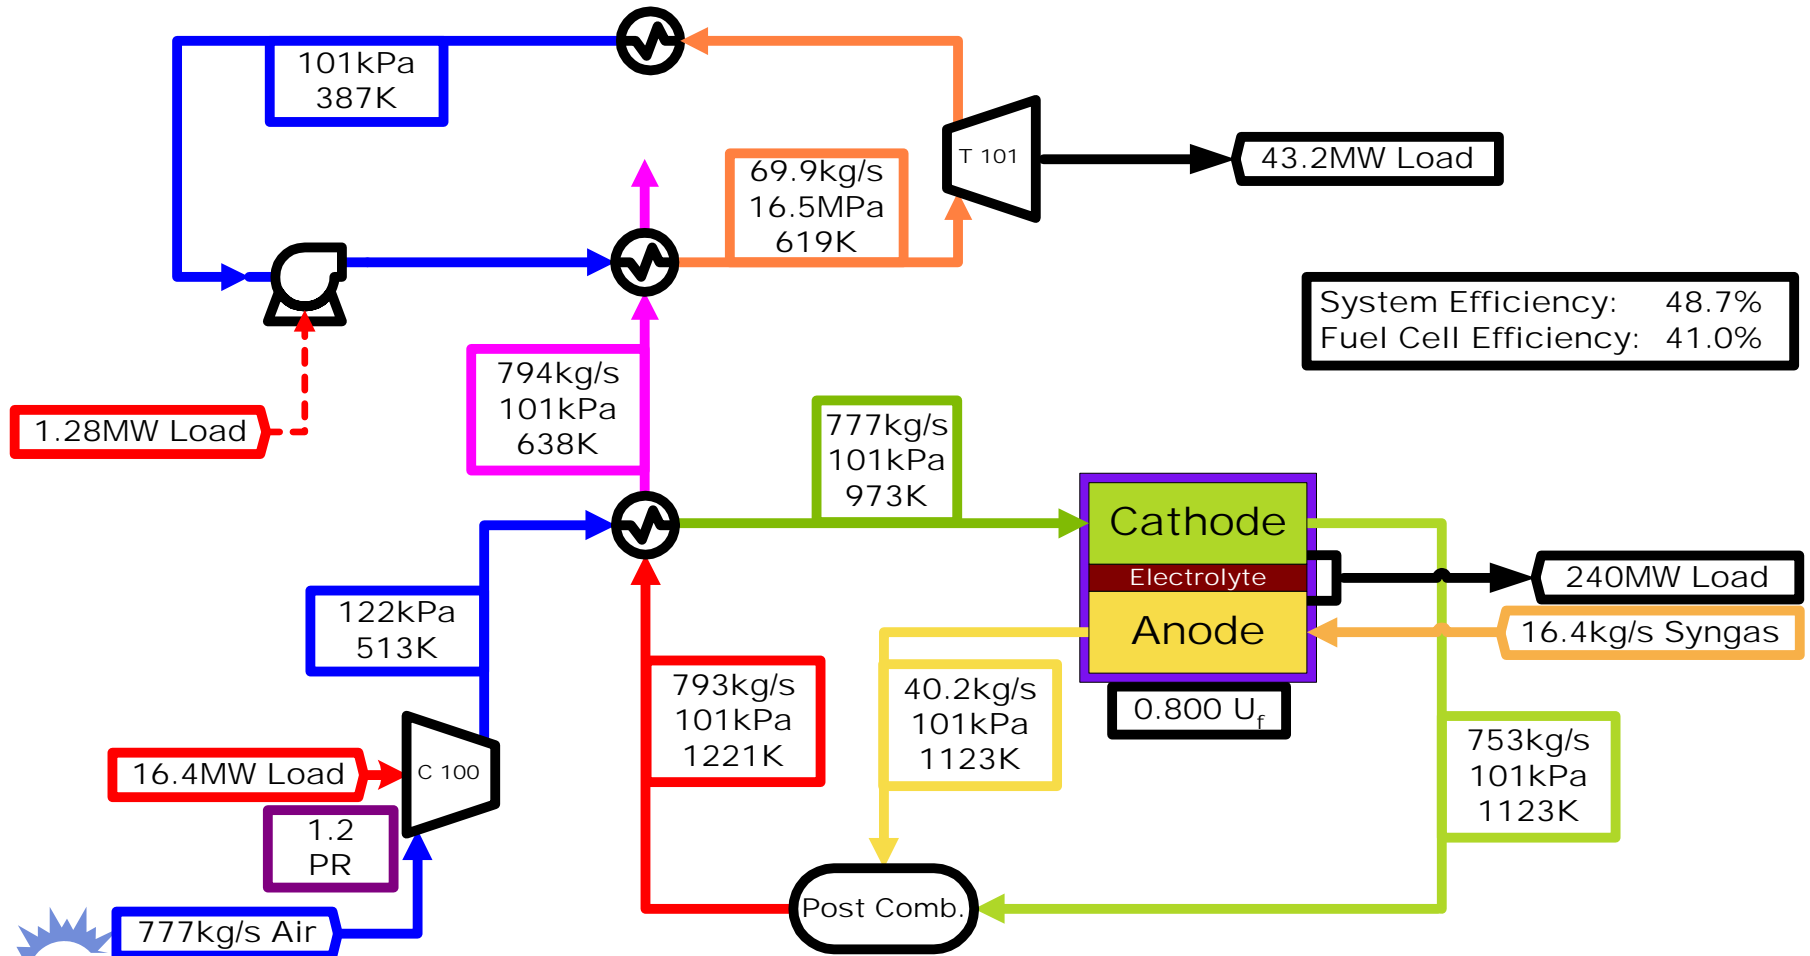 101kPa
387K
T 101
43.2MW Load
69.9kg/s
16.5MPa
619K
System Efficiency: 48.7%
Fuel Cell Efficiency: 41.0%
1.28MW Load
794kg/s
101kPa
638K
777kg/s
101kPa
973K
Cathode
Electrolyte
Anode
240MW Load
16.4kg/s Syngas
0.800 Uf
122kPa
513K
793kg/s
101kPa
1221K
40.2kg/s
101kPa
1123K
753kg/s
101kPa
1123K
16.4MW Load
C 100
1.2
PR
Post Comb.
777kg/s Air